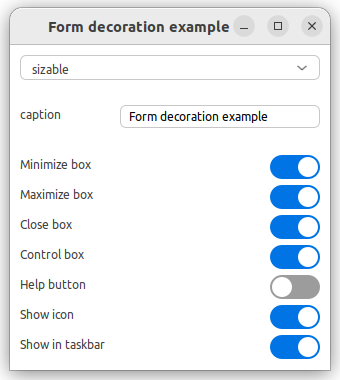 Form decoration example
sizable
caption Form decoration example
Minimize box
Maximize box
Close box
Control box
Help button
Show icon
Show in taskbar